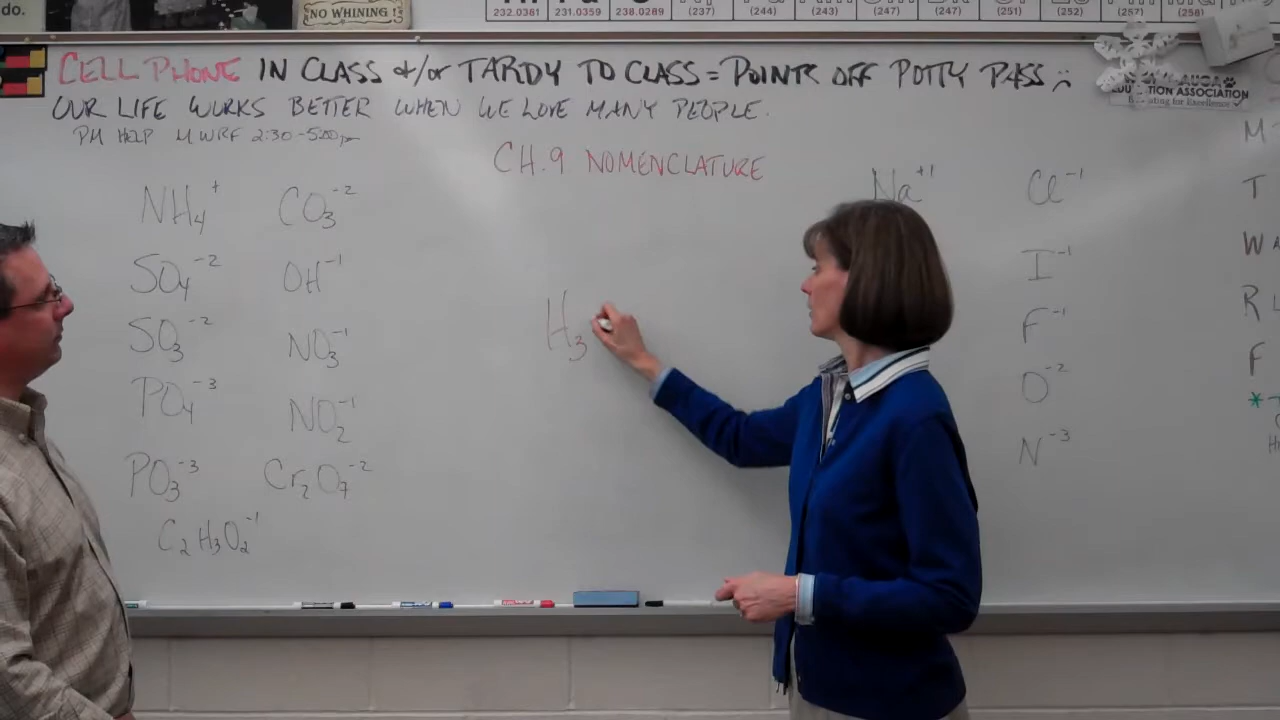 do.
NO WHINING!
232.0381 231.0359 238.0289 (237) (244) (243) (247) (247) (251) (252) (257) (258)
CELL PHONE IN CLASS &/or TARDY TO CLASS = POINTS OFF POTTY PASS :(
OUR LIFE WORKS BETTER WHEN WE LOVE MANY PEOPLE.
PM HELP MWRF 2:30-5:00pm
EDUCATION ASSOCIATION
Educating for Excellence
CH. 9 NOMENCLATURE
NH₄⁺ CO₃⁻²
SO₄⁻² OH⁻¹
SO₃⁻² NO₃⁻¹
PO₄⁻³ NO₂⁻¹
PO₃⁻³ Cr₂O₇⁻²
C₂H₃O₂⁻¹
H₃
Na⁺¹ Cl⁻¹
I⁻¹
F⁻¹
O⁻²
N⁻³
M
T
W
R
F
*